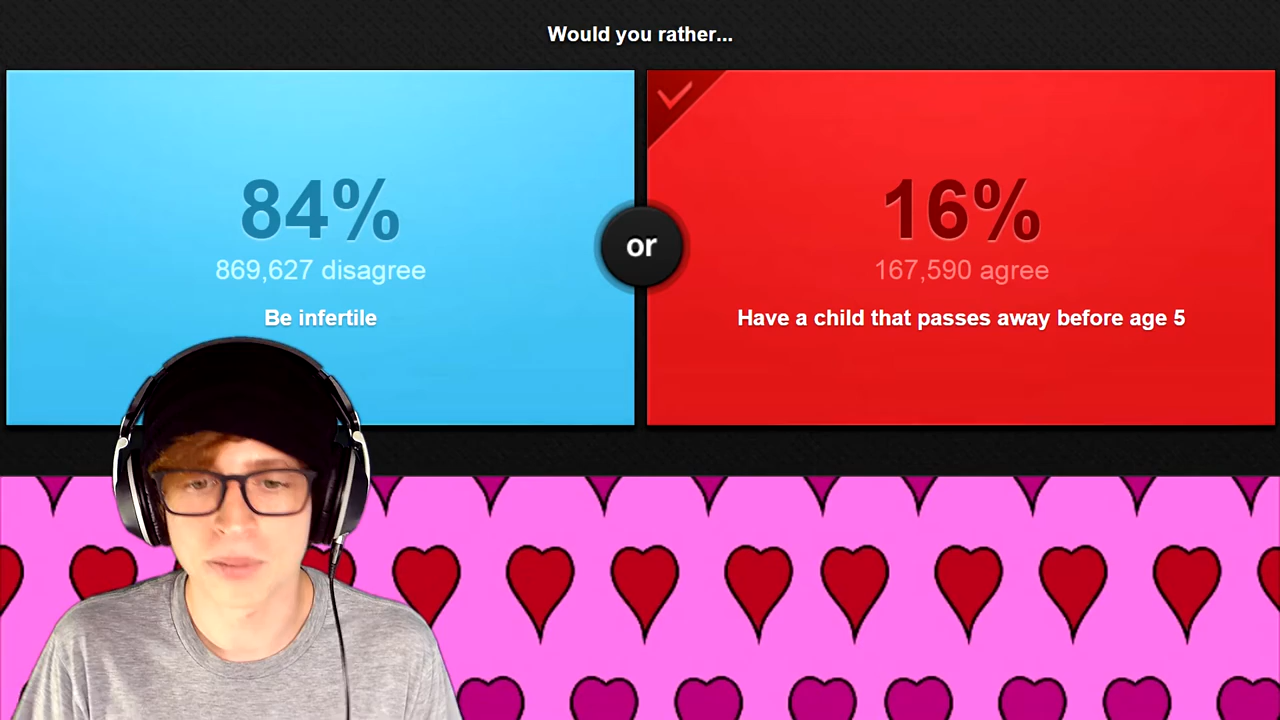 Would you rather...
84%
869,627 disagree
Be infertile
or
16%
167,590 agree
Have a child that passes away before age 5